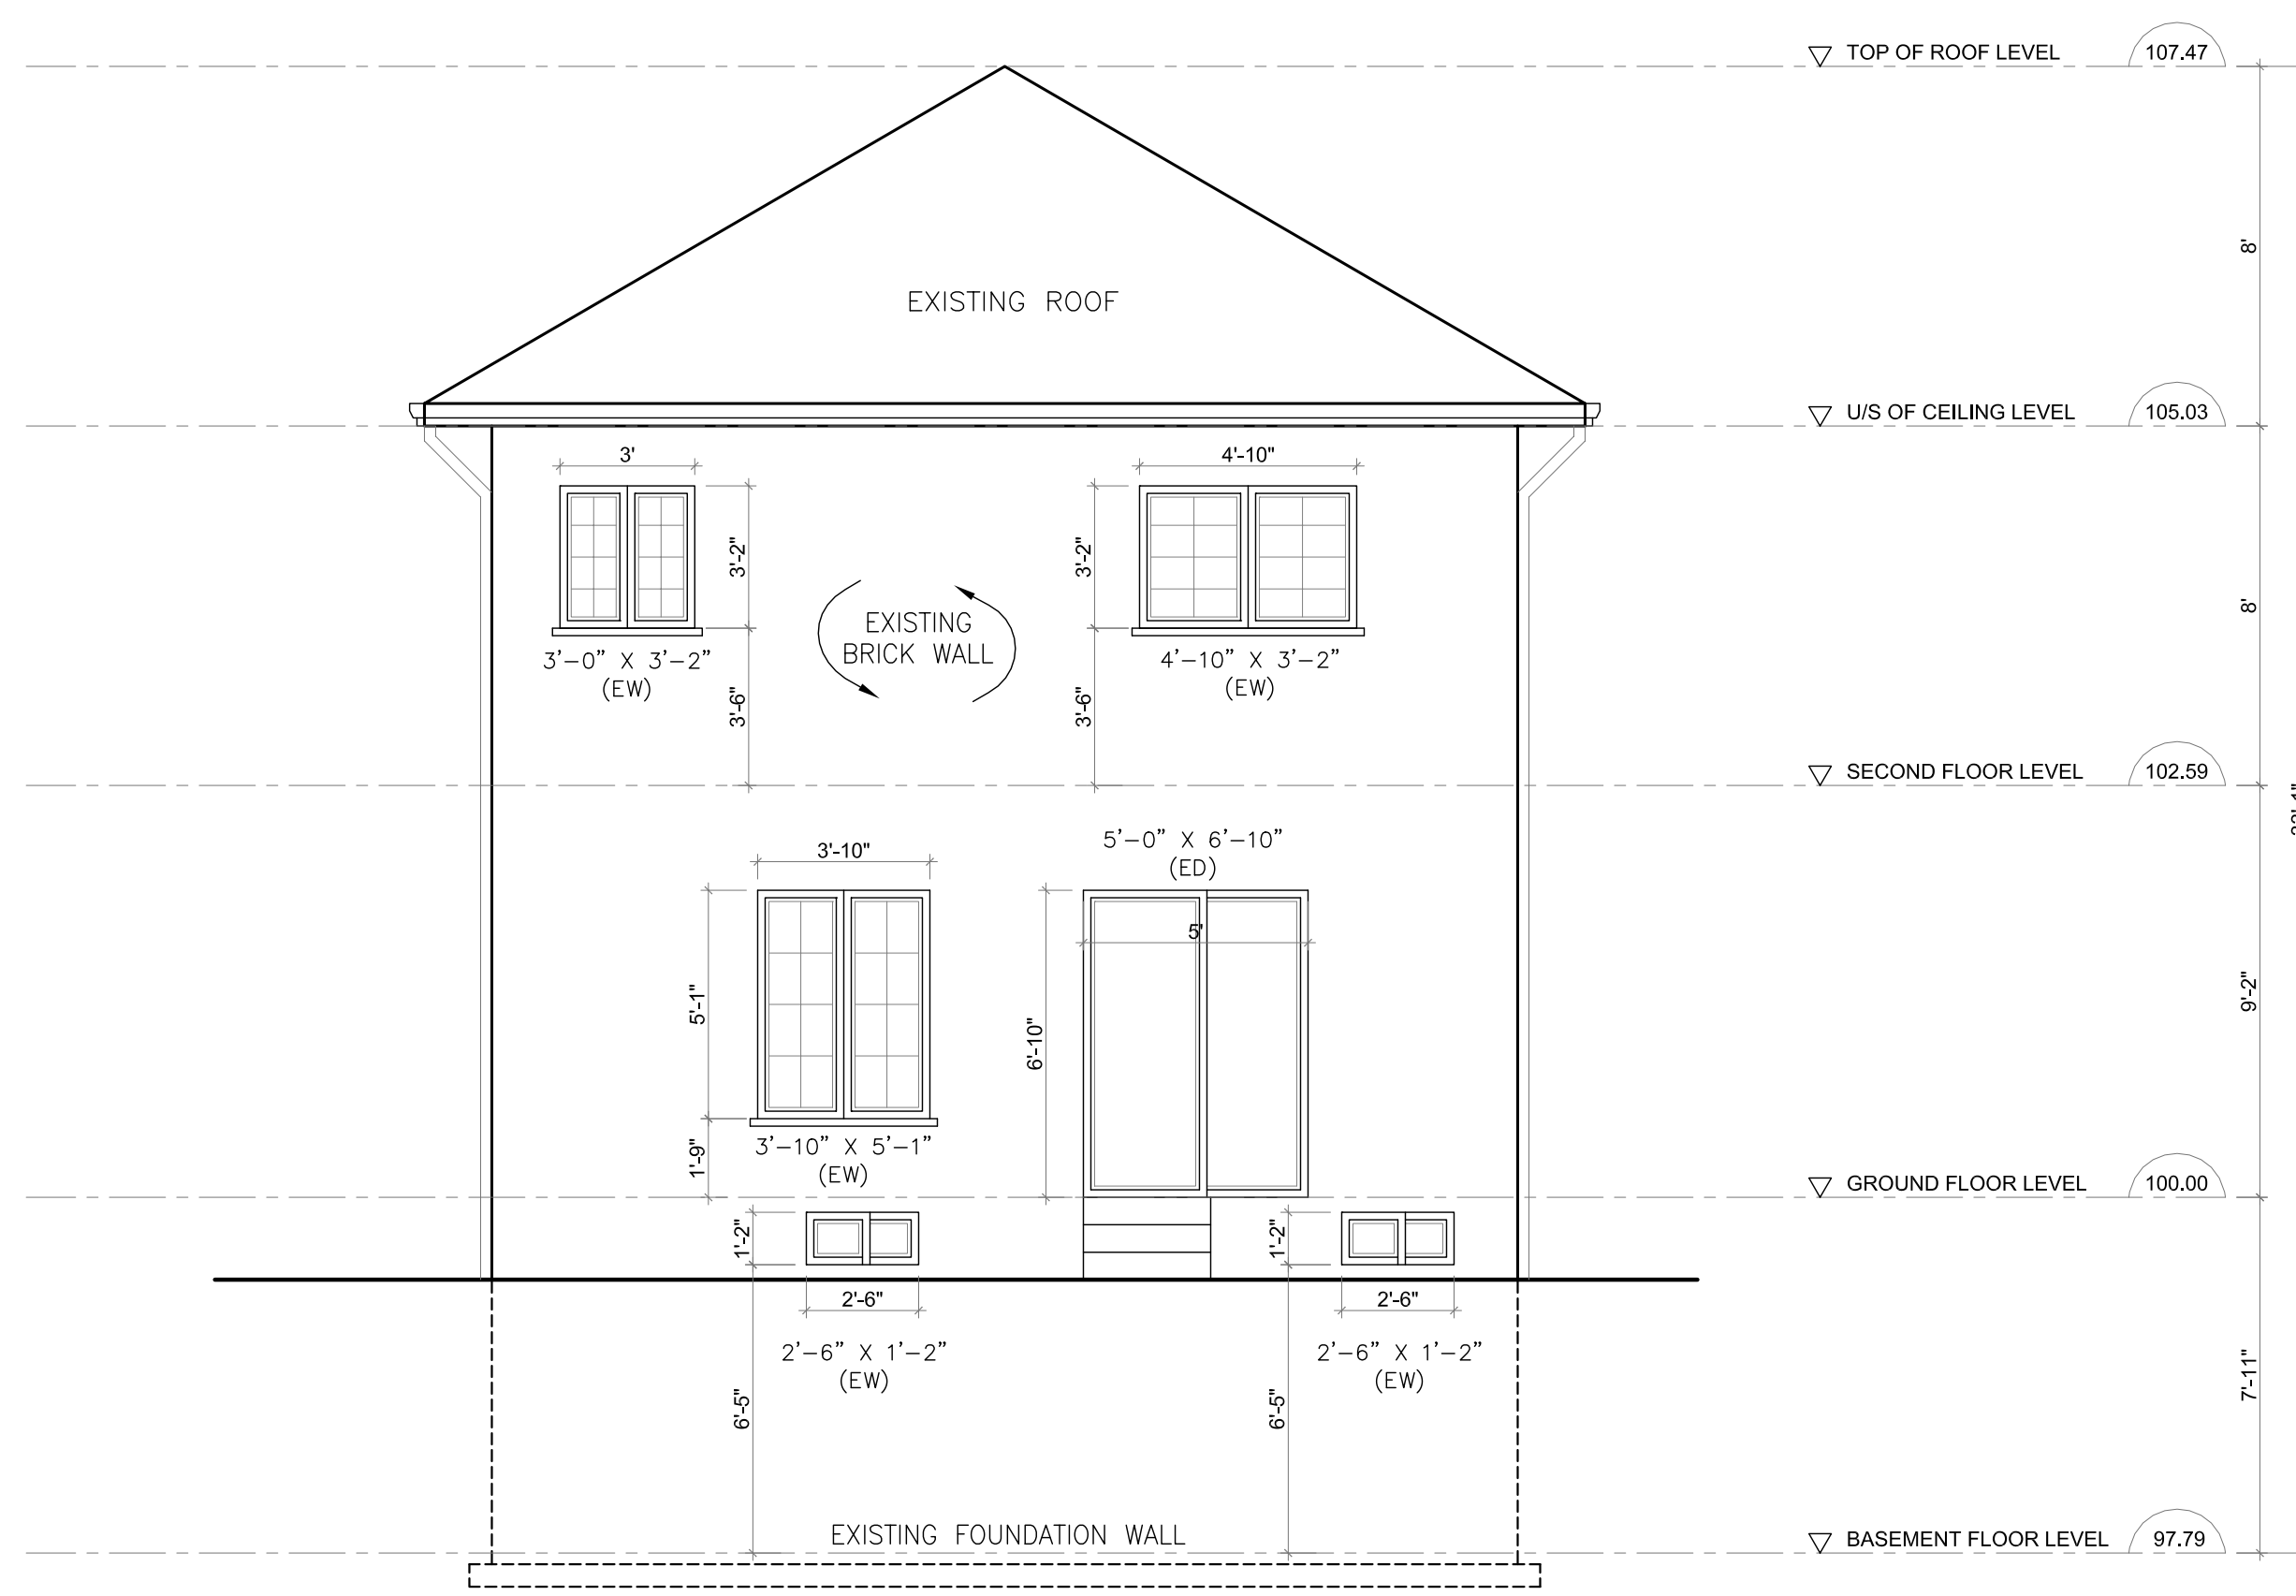 TOP OF ROOF LEVEL 107.47
8'
EXISTING ROOF
U/S OF CEILING LEVEL 105.03
3'
4'-10"
3'-2"
3'-2"
8'
EXISTING
BRICK WALL
3'-0" X 3'-2"
(EW)
4'-10" X 3'-2"
(EW)
3'-6"
3'-6"
SECOND FLOOR LEVEL 102.59
5'-0" X 6'-10"
(ED)
3'-10"
5'
5'-1"
6'-10"
9'-2"
1'-9"
3'-10" X 5'-1"
(EW)
GROUND FLOOR LEVEL 100.00
1'-2"
1'-2"
2'-6"
2'-6"
2'-6" X 1'-2"
(EW)
2'-6" X 1'-2"
(EW)
6'-5"
6'-5"
7'-11"
EXISTING FOUNDATION WALL
BASEMENT FLOOR LEVEL 97.79